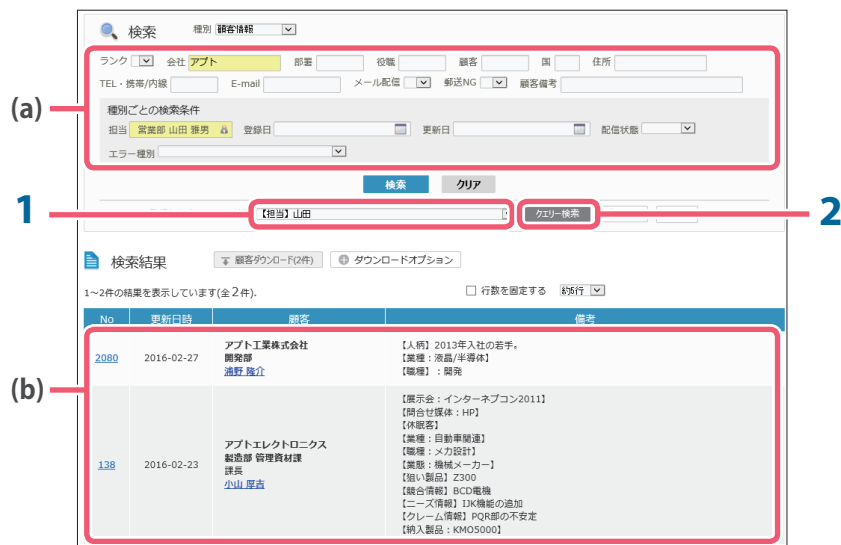 検索 種別 顧客情報
ランク 会社 アプト 部署 役職 顧客 国 住所
TEL・携帯/内線 E-mail メール配信 郵送NG 顧客備考
(a)
種別ごとの検索条件
担当 営業部 山田 雅男 登録日 更新日 配信状態
エラー種別
検索 クリア
1 【担当】山田 クエリー検索 2
検索結果 顧客ダウンロード(2件) ダウンロードオプション
1～2件の結果を表示しています(全2件). 行数を固定する 約5行
No 更新日時 顧客 備考
(b)
2080 2016-02-27
アプト工業株式会社
開発部
浦野 隆介
【人柄】2013年入社の若手。
【業種：液晶/半導体】
【職種】：開発
138 2016-02-23
アプトエレクトロニクス
製造部 管理資材課
課長
小山 厚吉
【展示会：インターネプコン2011】
【問合せ媒体：HP】
【休眠客】
【業種：自動車関連】
【職種：メカ設計】
【業態：機械メーカー】
【狙い製品】Z300
【競合情報】BCD電機
【ニーズ情報】IJK機能の追加
【クレーム情報】PQR部の不安定
【納入製品：KMO5000】